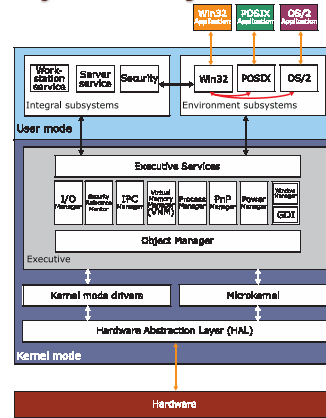 Win32
Application
POSIX
Application
OS/2
Application
Work-
station
service
Server
service
Security
Integral subsystems
Win32
POSIX
OS/2
Environment subsystems
User mode
Executive Services
I/O
Manager
Security
Reference
Monitor
IPC
Manager
Virtual
Memory
Manager
(VMM)
Process
Manager
PnP
Manager
Power
Manager
Window
Manager
GDI
Object Manager
Executive
Kernel mode drivers
Microkernel
Hardware Abstraction Layer (HAL)
Kernel mode
Hardware